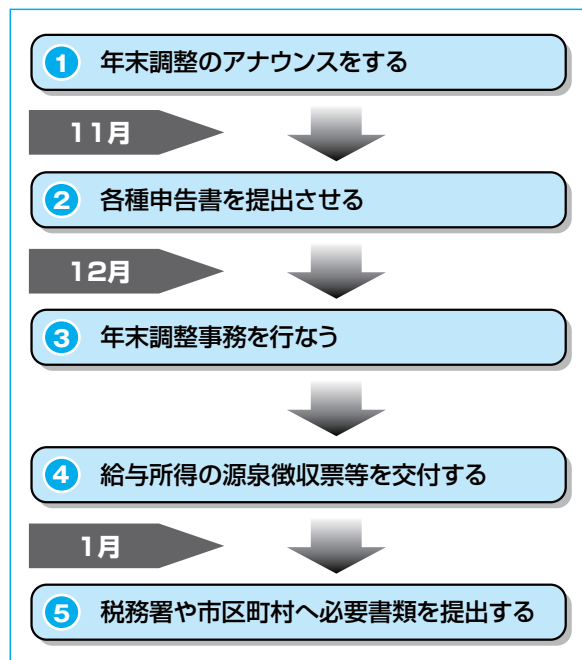 1 年末調整のアナウンスをする
11月
2 各種申告書を提出させる
12月
3 年末調整事務を行なう
4 給与所得の源泉徴収票等を交付する
1月
5 税務署や市区町村へ必要書類を提出する